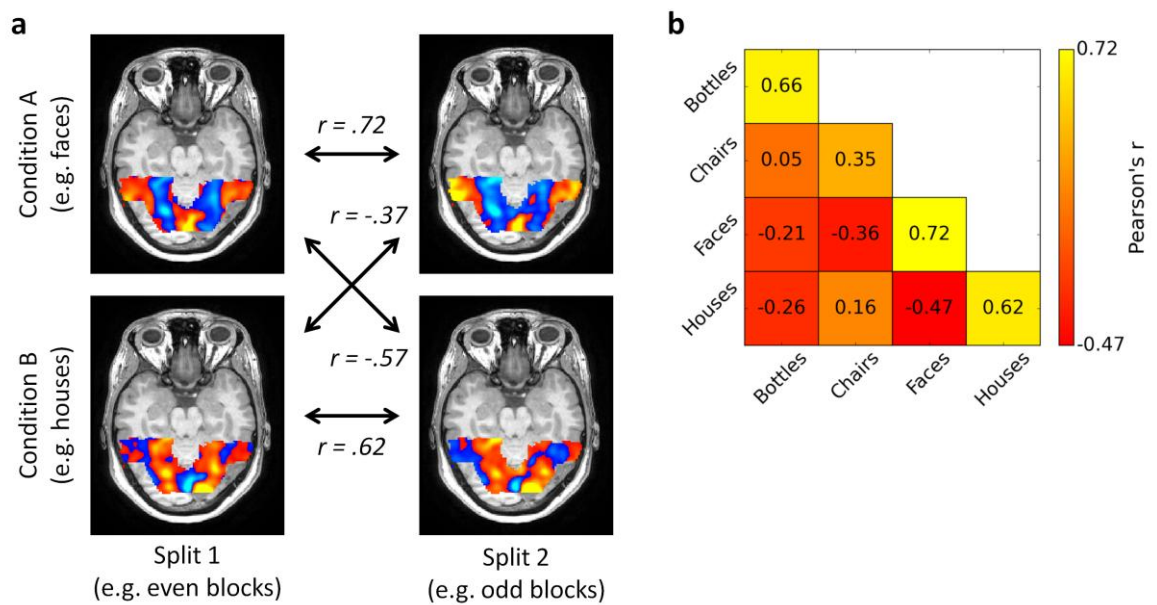 a
Condition A
(e.g. faces)
r = .72
r = -.37
r = -.57
r = .62
Condition B
(e.g. houses)
Split 1
(e.g. even blocks)
Split 2
(e.g. odd blocks)
b
Bottles
0.66
Chairs
0.05 0.35
Faces
-0.21 -0.36 0.72
Houses
-0.26 0.16 -0.47 0.62
Bottles
Chairs
Faces
Houses
0.72
Pearson's r
-0.47